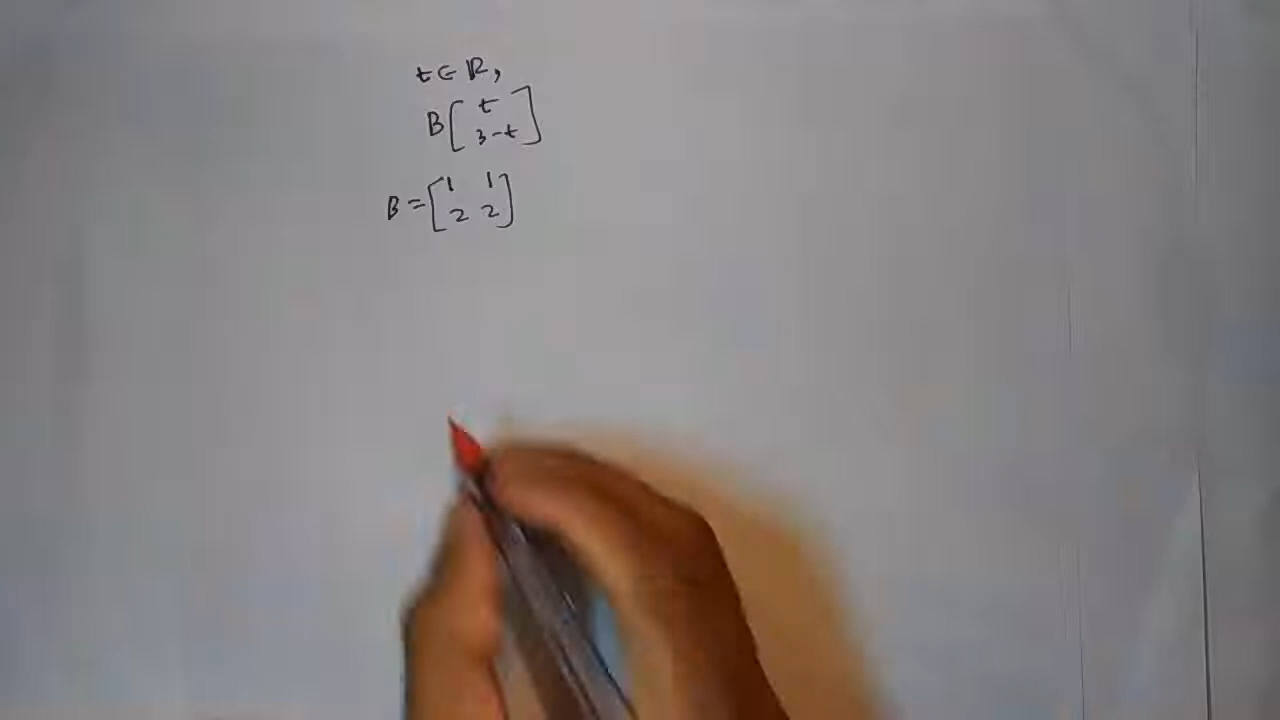 t ∈ ℝ,
B[ t
3-t ]
B = [ 1 1
2 2 ]